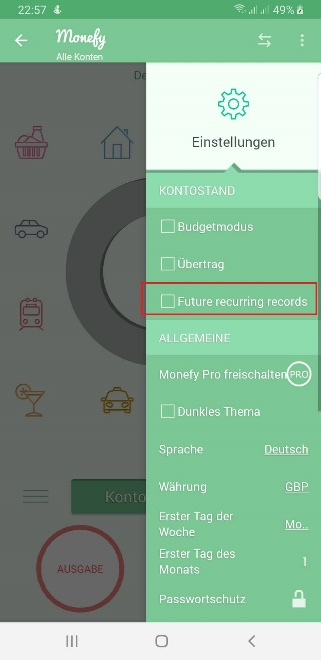 22:57
49%
Monefy
Alle Konten
De
Einstellungen
KONTOSTAND
Budgetmodus
Übertrag
Future recurring records
ALLGEMEINE
Monefy Pro freischalten PRO
Dunkles Thema
Sprache Deutsch
Währung GBP
Erster Tag der
Woche Mo..
Erster Tag des
Monats 1
Passwortschutz
Konto
AUSGABE